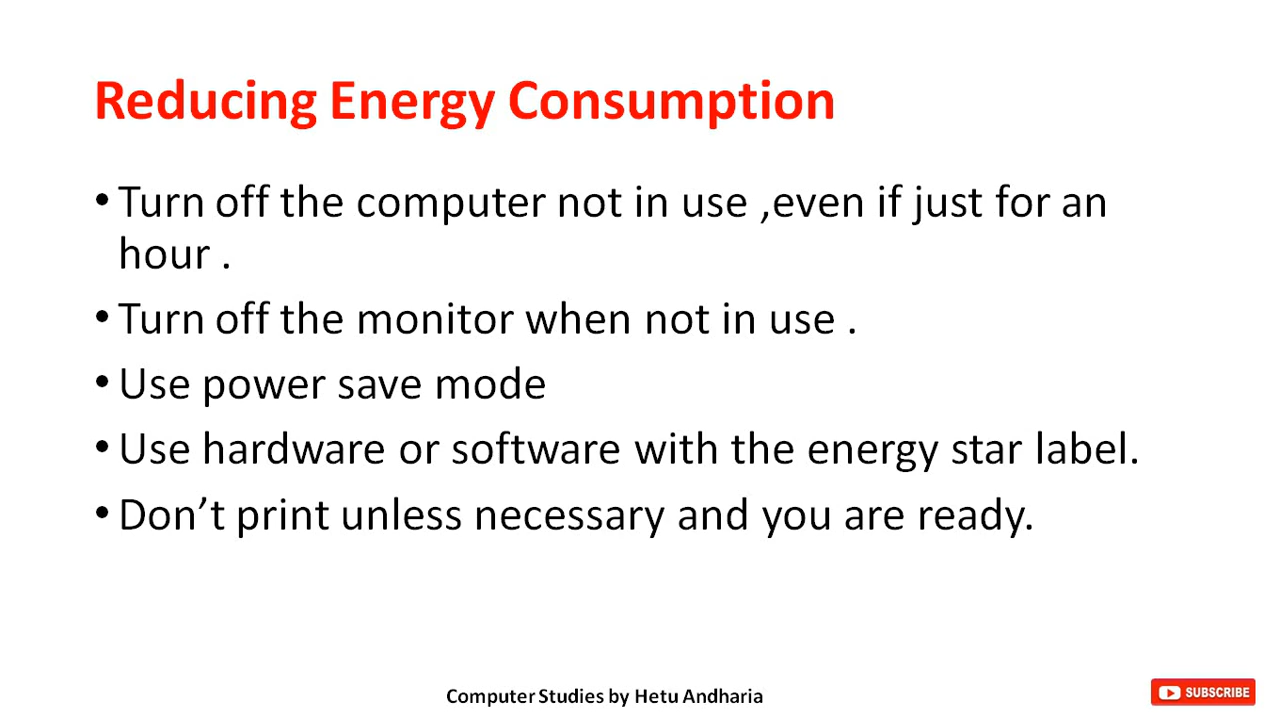 Reducing Energy Consumption
• Turn off the computer not in use ,even if just for an
hour .
• Turn off the monitor when not in use .
• Use power save mode
• Use hardware or software with the energy star label.
• Don’t print unless necessary and you are ready.
Computer Studies by Hetu Andharia
SUBSCRIBE